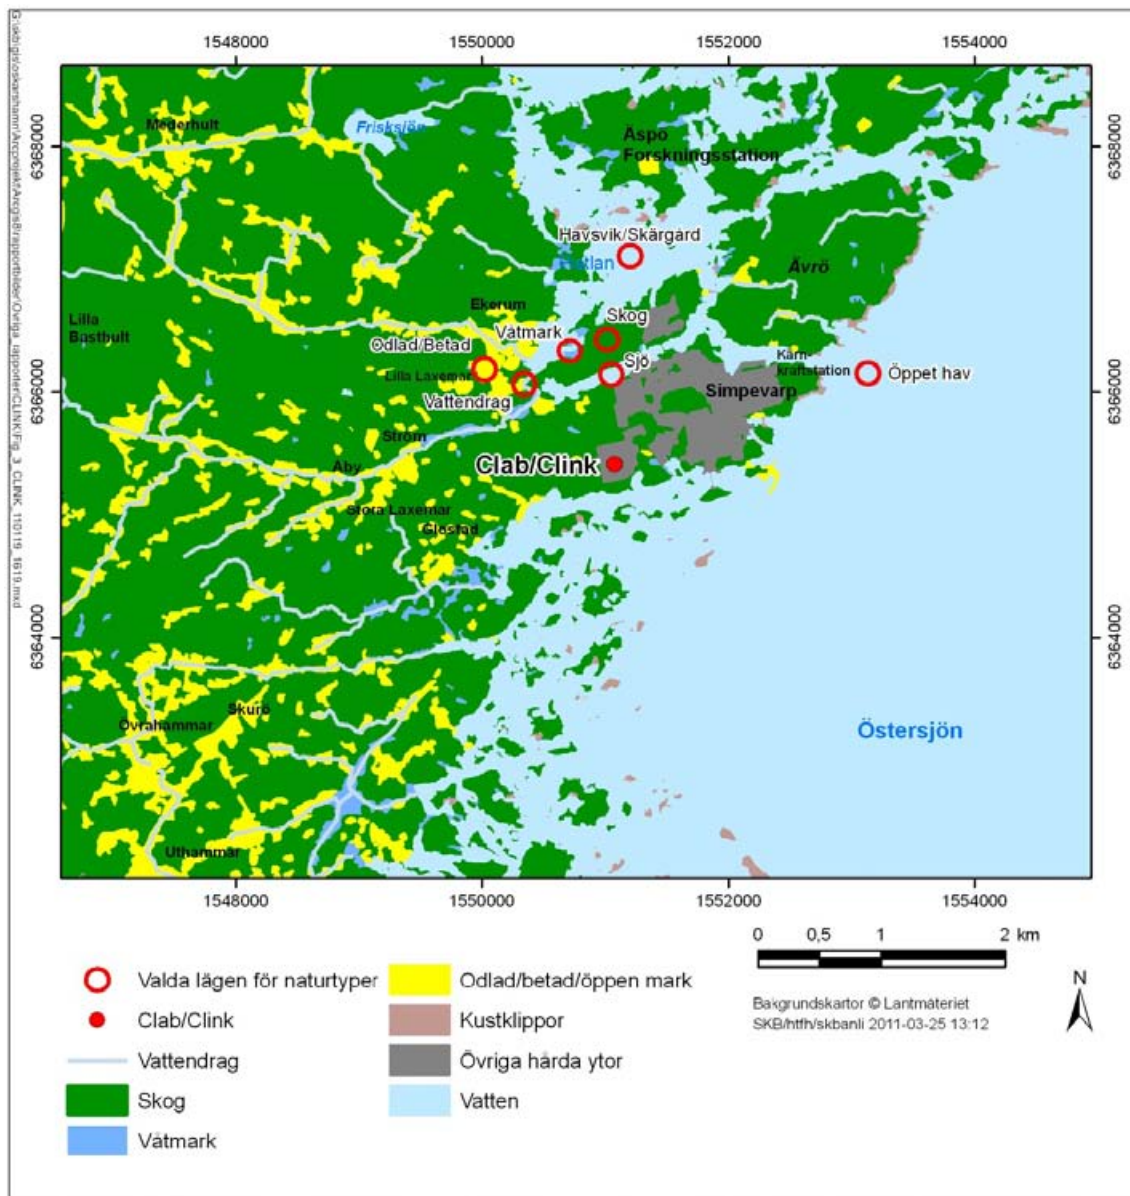 1548000
1550000
1552000
1554000
6368000
6368000
Mederhult
Frisksjön
Äspö
Forskningsstation
Havsvik/Skärgård
Ävrö
Ekerum
Lilla
Basthult
Våtmark
Skog
Odlad/Betad
Sjö
Lilla Laxemar
Kärn-
kraftstation
Öppet hav
6366000
6366000
Vattendrag
Simpevarp
Ström
Clab/Clink
Åby
Stora Laxemar
Glostad
6364000
6364000
Skurö
Övrahammar
Östersjön
Uthammar
1548000
1550000
1552000
1554000
0 0,5 1 2 km
Valda lägen för naturtyper
Clab/Clink
Vattendrag
Skog
Våtmark
Odlad/betad/öppen mark
Kustklippor
Övriga hårda ytor
Vatten
Bakgrundskartor © Lantmäteriet
SKB/htfh/skbanli 2011-03-25 13:12
N